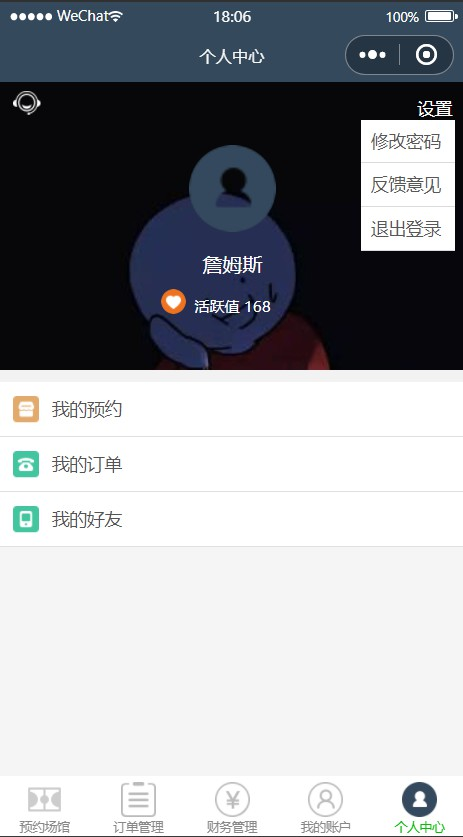 WeChat 18:06 100%
个人中心
设置
修改密码
反馈意见
退出登录
詹姆斯
活跃值 168
我的预约
我的订单
我的好友
预约场馆 订单管理 财务管理 我的账户 个人中心